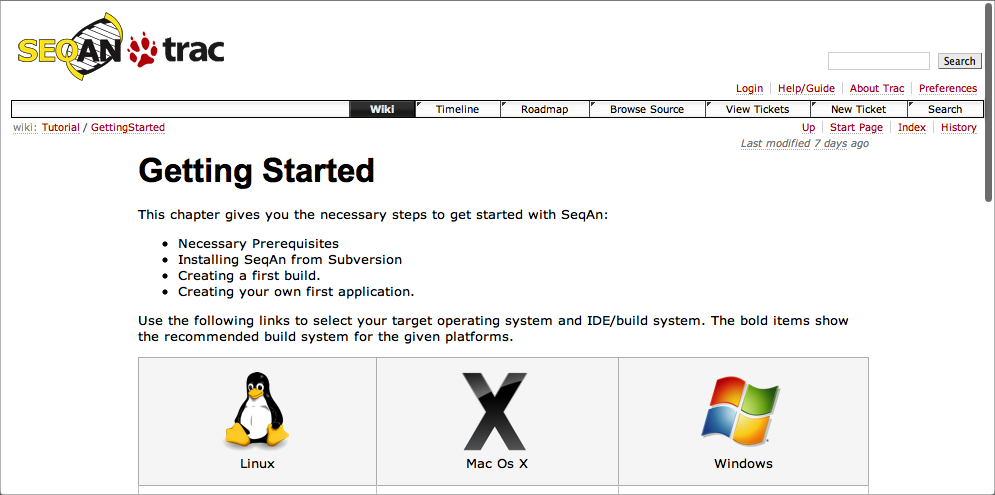 SEQAN trac
Search
Login Help/Guide About Trac Preferences
Wiki Timeline Roadmap Browse Source View Tickets New Ticket Search
wiki: Tutorial / GettingStarted
Up Start Page Index History
Last modified 7 days ago
Getting Started
This chapter gives you the necessary steps to get started with SeqAn:
• Necessary Prerequisites
• Installing SeqAn from Subversion
• Creating a first build.
• Creating your own first application.
Use the following links to select your target operating system and IDE/build system. The bold items show
the recommended build system for the given platforms.
Linux Mac Os X Windows